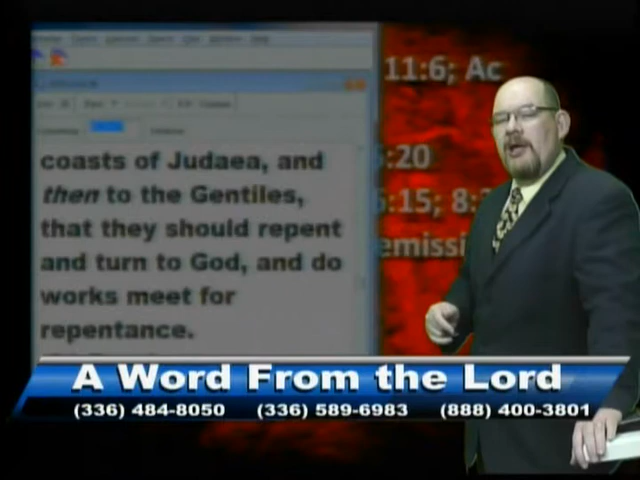 coasts of Judaea, and
then to the Gentiles,
that they should repent
and turn to God, and do
works meet for
repentance.
11:6; Ac
:20
:15; 8:
emissi
A Word From the Lord
(336) 484-8050 (336) 589-6983 (888) 400-3801